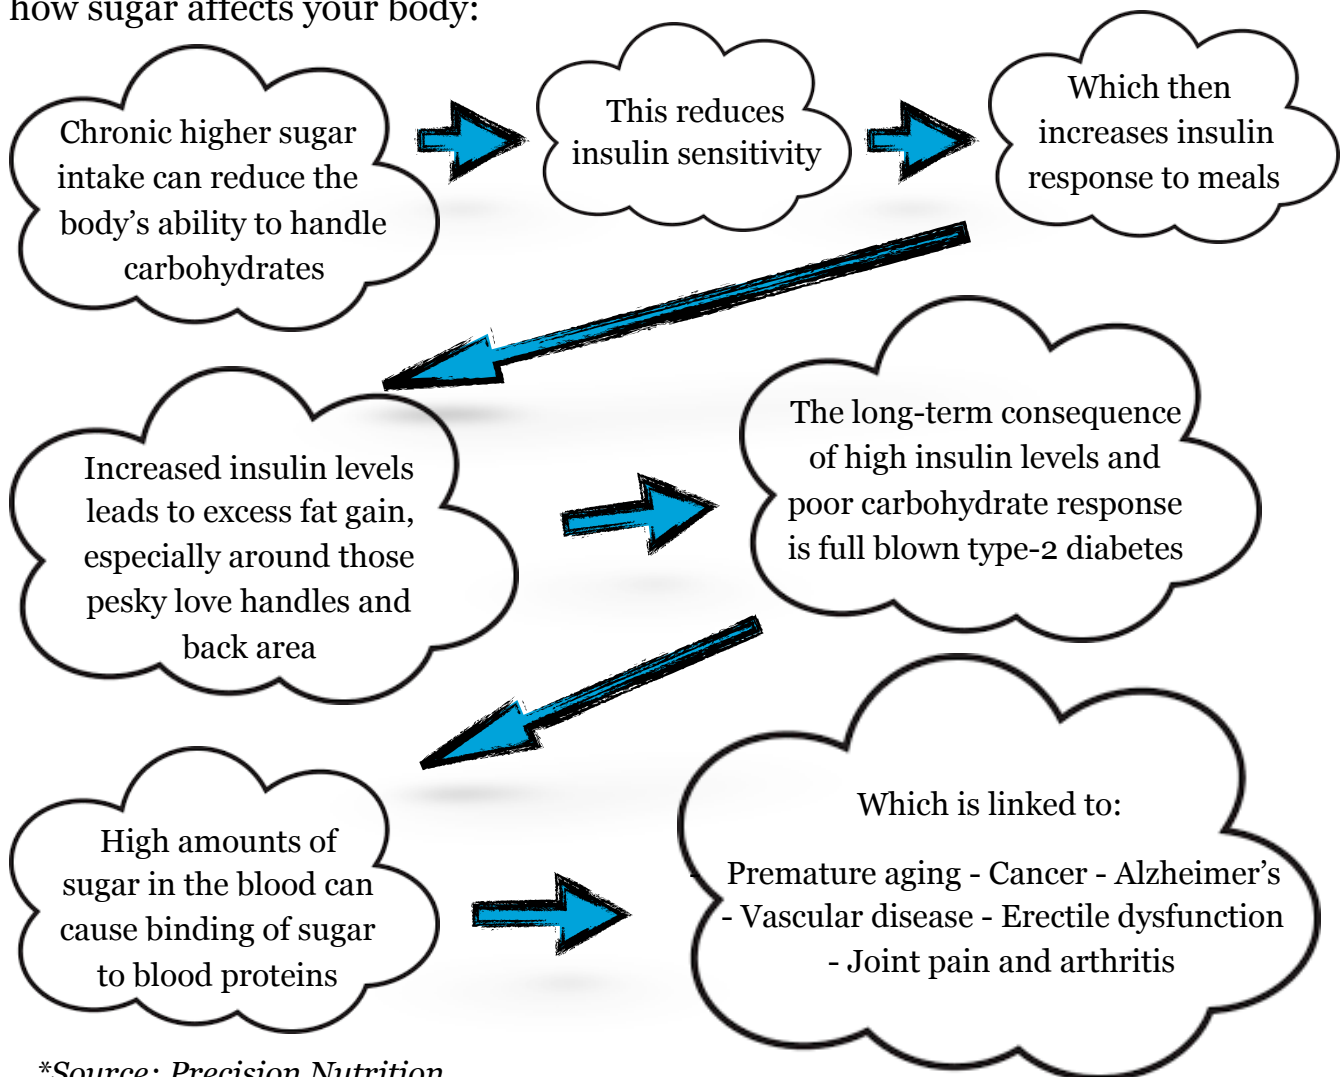 how sugar affects your body:
Chronic higher sugar
intake can reduce the
body’s ability to handle
carbohydrates
This reduces
insulin sensitivity
Which then
increases insulin
response to meals
Increased insulin levels
leads to excess fat gain,
especially around those
pesky love handles and
back area
The long-term consequence
of high insulin levels and
poor carbohydrate response
is full blown type-2 diabetes
High amounts of
sugar in the blood can
cause binding of sugar
to blood proteins
Which is linked to:
- Premature aging - Cancer - Alzheimer’s
- Vascular disease - Erectile dysfunction
- Joint pain and arthritis
*Source: Precision Nutrition